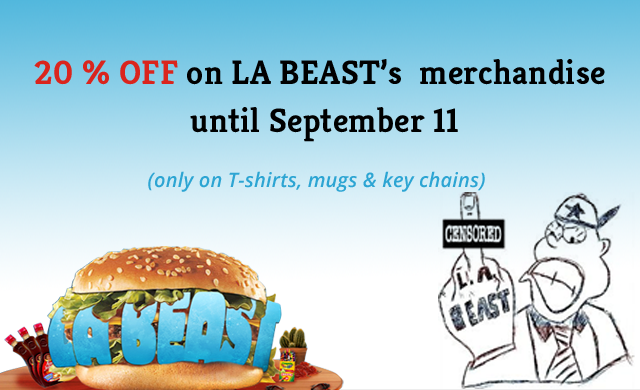 20 % OFF on LA BEAST’s merchandise
until September 11
(only on T-shirts, mugs & key chains)
CENSORED
L.A.
BEAST
LA BEAST